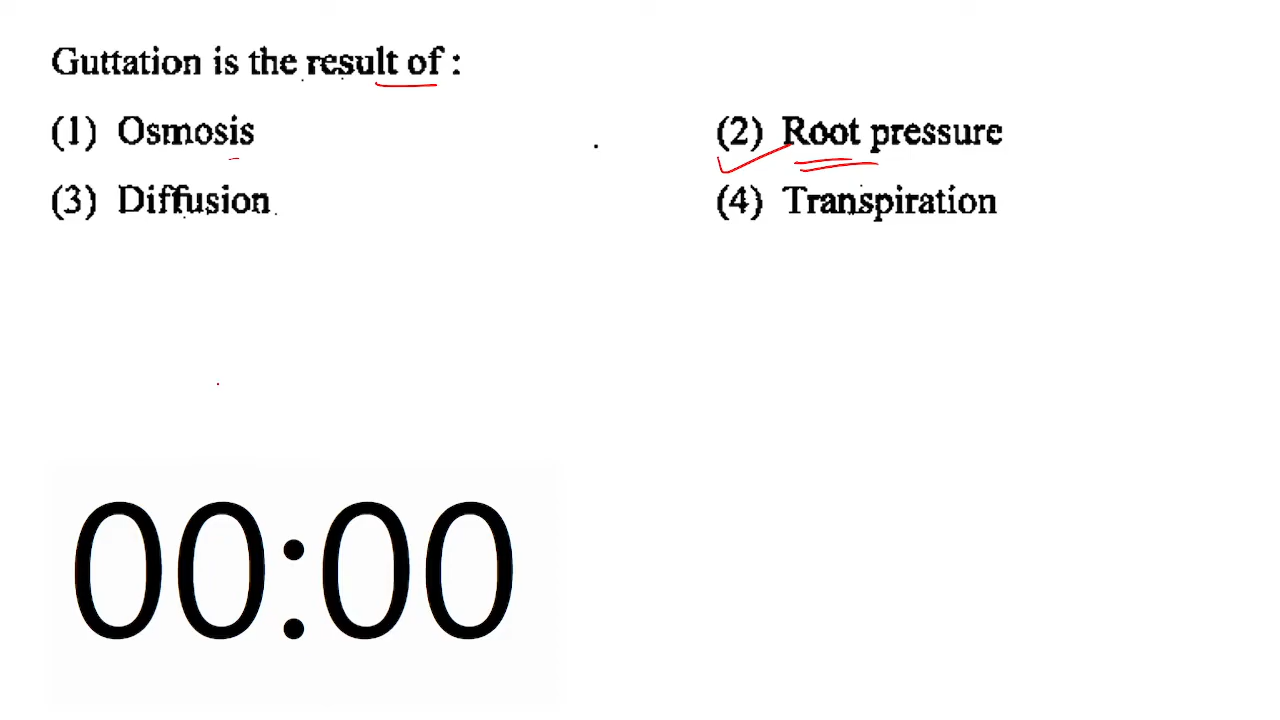 Guttation is the result of :
(1) Osmosis
(2) Root pressure
(3) Diffusion
(4) Transpiration
00:00